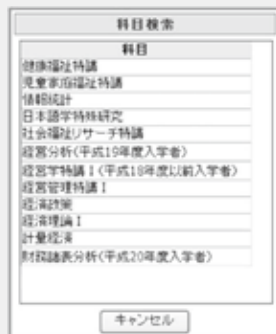 科目検索
科目
健康福祉特講
児童家庭福祉特講
情報統計
日本語学特殊研究
社会福祉リサーチ特講
経営分析(平成19年度入学者)
経営学特講Ⅰ(平成18年度以前入学者)
経営管理特講Ⅰ
経済政策
経済理論Ⅰ
計量経済
財務諸表分析(平成20年度入学者)
キャンセル